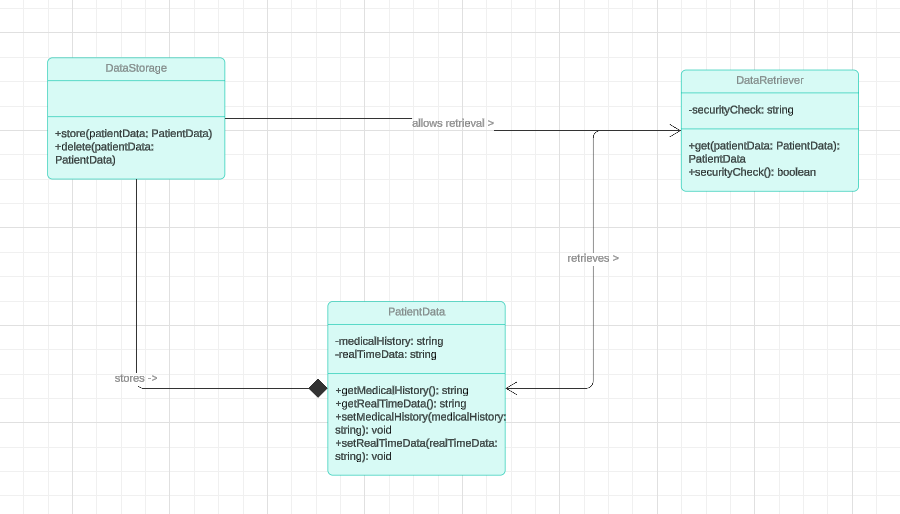 DataStorage
+store(patientData: PatientData)
+delete(patientData:
PatientData)
allows retrieval >
DataRetriever
-securityCheck: string
+get(patientData: PatientData):
PatientData
+securityCheck(): boolean
retrieves >
stores ->
PatientData
-medicalHistory: string
-realTimeData: string
+getMedicalHistory(): string
+getRealTimeData(): string
+setMedicalHistory(medicalHistory:
string): void
+setRealTimeData(realTimeData:
string): void